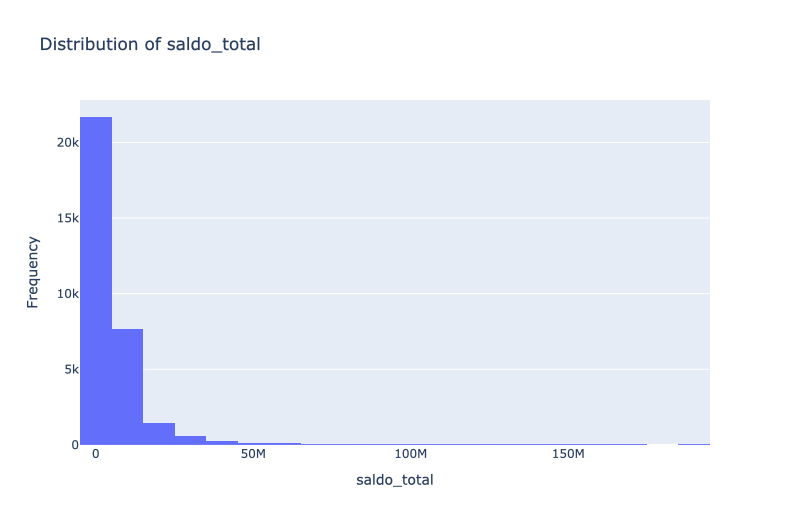 Distribution of saldo_total
20k
15k
10k
5k
0
Frequency
0
50M
100M
150M
saldo_total